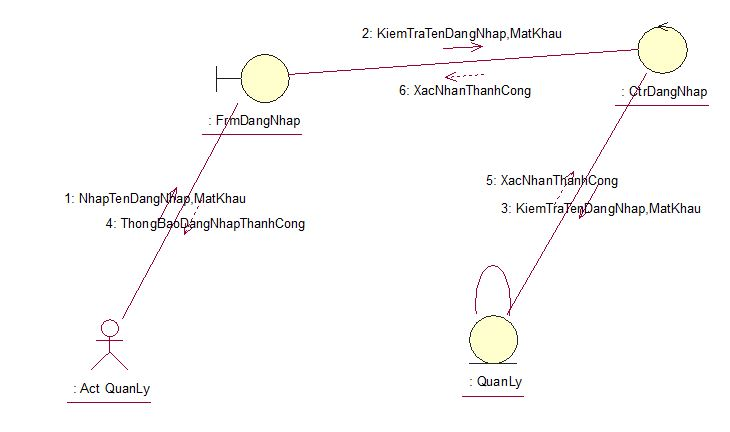 2: KiemTraTenDangNhap,MatKhau
6: XacNhanThanhCong
: CtrDangNhap
: FrmDangNhap
1: NhapTenDangNhap,MatKhau
4: ThongBaoDangNhapThanhCong
5: XacNhanThanhCong
3: KiemTraTenDangNhap,MatKhau
: Act QuanLy
: QuanLy